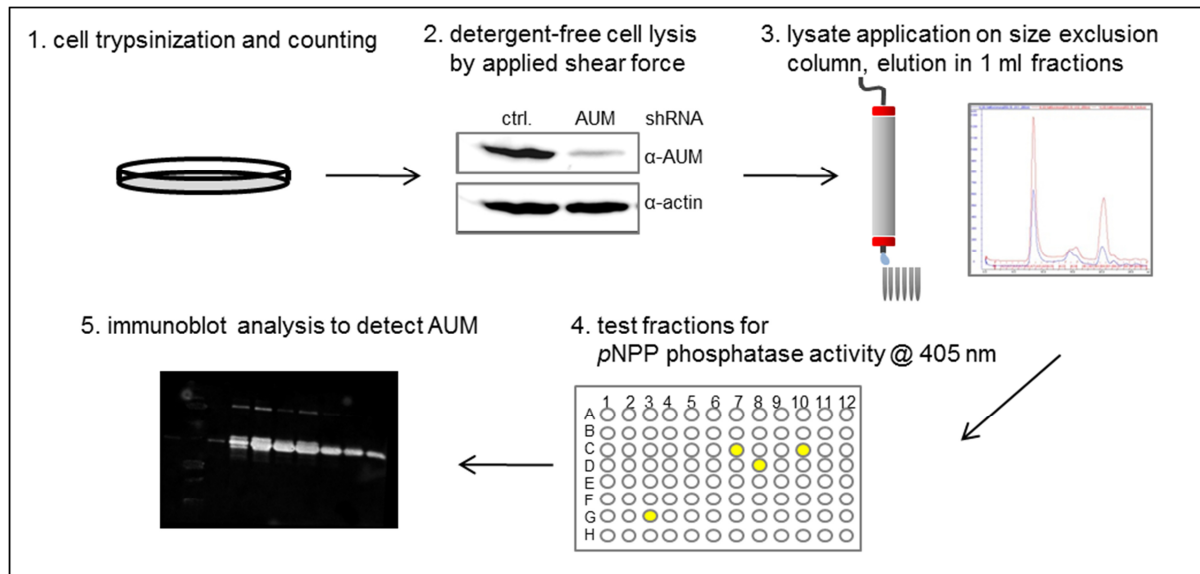 1. cell trypsinization and counting
2. detergent-free cell lysis
by applied shear force
ctrl. AUM shRNA
α-AUM
α-actin
3. lysate application on size exclusion
column, elution in 1 ml fractions
4. test fractions for
pNPP phosphatase activity @ 405 nm
1 2 3 4 5 6 7 8 9 10 11 12
A
B
C
D
E
F
G
H
5. immunoblot analysis to detect AUM